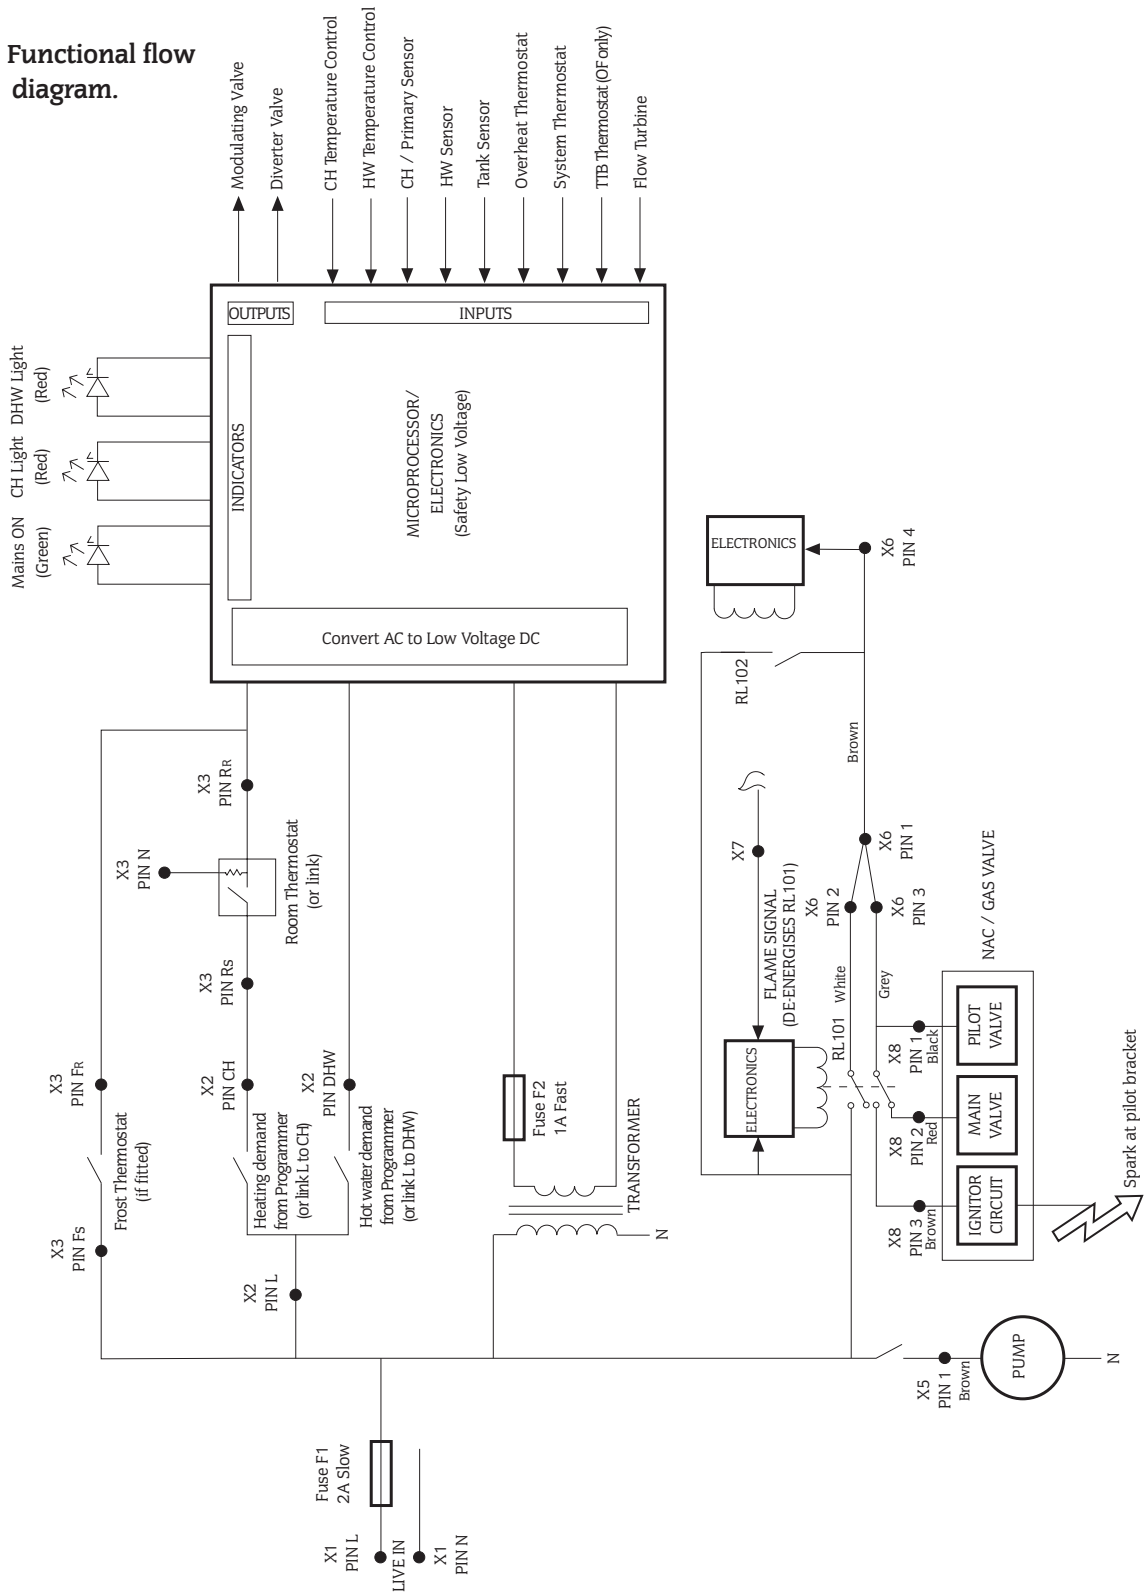 Functional flow
diagram.
Modulating Valve
Diverter Valve
CH Temperature Control
HW Temperature Control
CH / Primary Sensor
HW Sensor
Tank Sensor
Overheat Thermostat
System Thermostat
TTB Thermostat (OF only)
Flow Turbine
DHW Light
(Red)
CH Light
(Red)
Mains ON
(Green)
OUTPUTS
INPUTS
INDICATORS
MICROPROCESSOR/
ELECTRONICS
(Safety Low Voltage)
Convert AC to Low Voltage DC
X3
PIN RR
X3
PIN N
Room Thermostat
(or link)
X3
PIN RS
X3
PIN FR
Frost Thermostat
(if fitted)
X3
PIN FS
X2
PIN CH
Heating demand
from Programmer
(or link L to CH)
X2
PIN DHW
Hot water demand
from Programmer
(or link L to DHW)
X2
PIN L
Fuse F2
1A Fast
TRANSFORMER
N
ELECTRONICS
X6
PIN 4
RL102
Brown
X7
FLAME SIGNAL
(DE-ENERGISES RL101)
X6
PIN 1
X6
PIN 2
X6
PIN 3
White
Grey
RL101
ELECTRONICS
NAC / GAS VALVE
X8
PIN 1
Black
PILOT
VALVE
X8
PIN 2
Red
MAIN
VALVE
X8
PIN 3
Brown
IGNITOR
CIRCUIT
Spark at pilot bracket
X5
PIN 1
Brown
PUMP
N
Fuse F1
2A Slow
X1
PIN L
LIVE IN
X1
PIN N